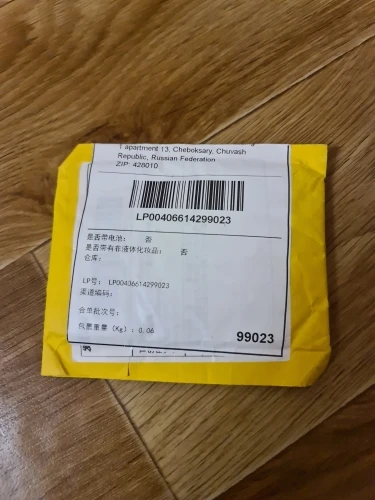 1 apartment 13, Cheboksary, Chuvash
Republic, Russian Federation
ZIP: 428010
LP00406614299023
是否带电池： 否
是否带有非液体化妆品： 否
仓库：
LP号： LP00406614299023
渠道编码：
合单批次号：
包裹重量 (Kg) : 0.06
99023